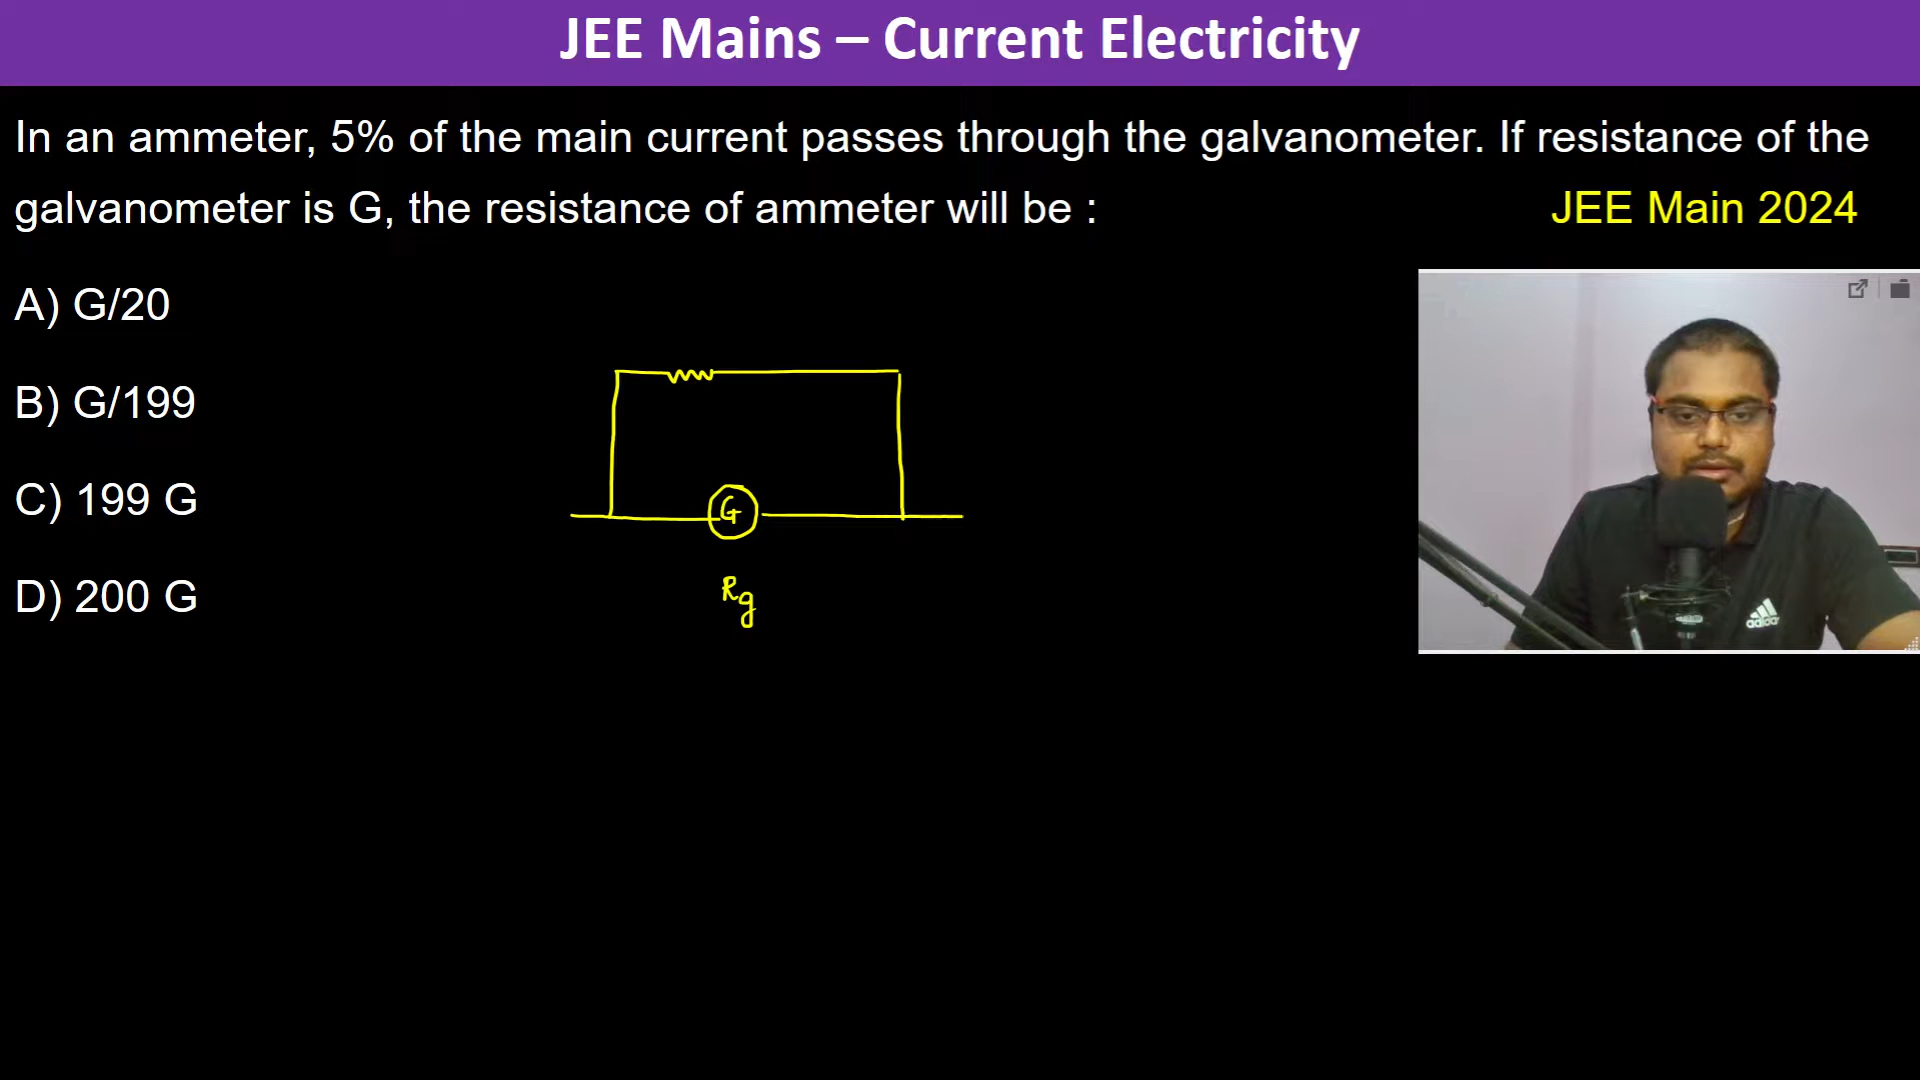 JEE Mains – Current Electricity
In an ammeter, 5% of the main current passes through the galvanometer. If resistance of the
galvanometer is G, the resistance of ammeter will be :
JEE Main 2024
A) G/20
B) G/199
C) 199 G
D) 200 G
G
Rg
adidas